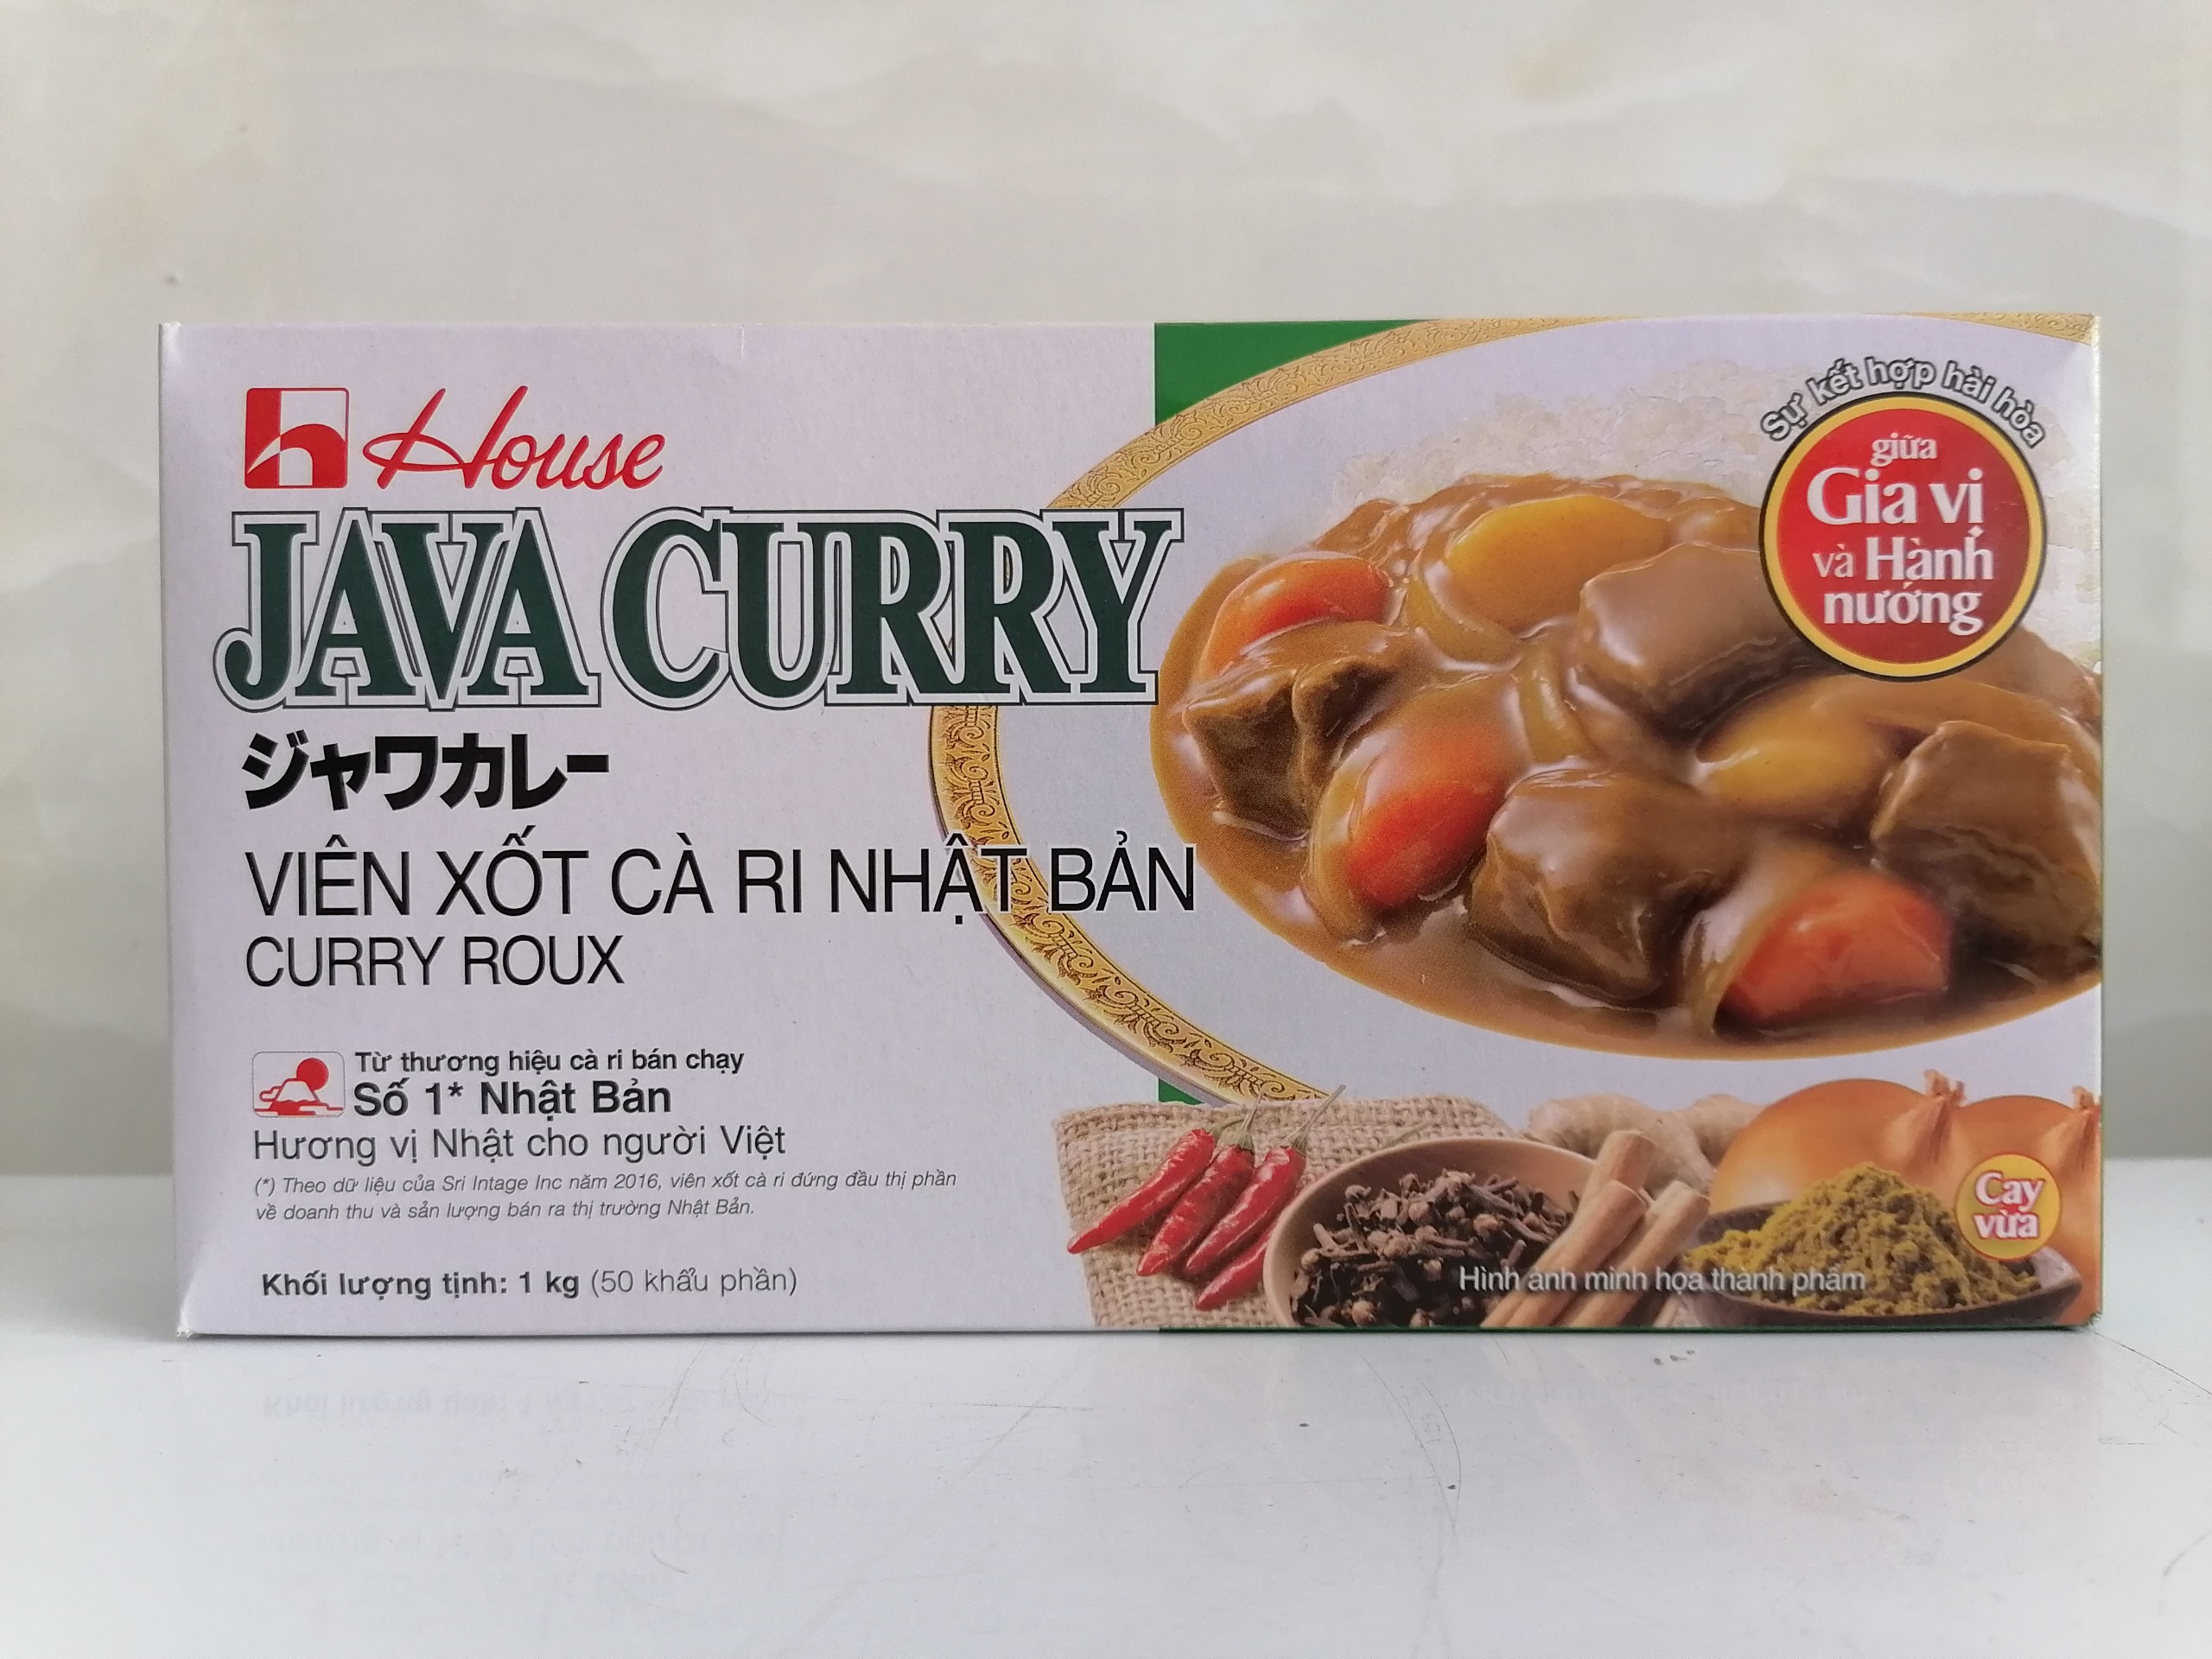 House
JAVA CURRY
ジャワカレー
VIÊN XỐT CÀ RI NHẬT BẢN
CURRY ROUX
Từ thương hiệu cà ri bán chạy
Số 1* Nhật Bản
Hương vị Nhật cho người Việt
(*) Theo dữ liệu của Sri Intage Inc năm 2016, viên xốt cà ri đứng đầu thị phần
về doanh thu và sản lượng bán ra thị trường Nhật Bản.
Khối lượng tịnh: 1 kg (50 khẩu phần)
Sự kết hợp hài hòa
giữa
Gia vị
và Hành
nướng
Cay
vừa
Hình ảnh minh họa thành phẩm